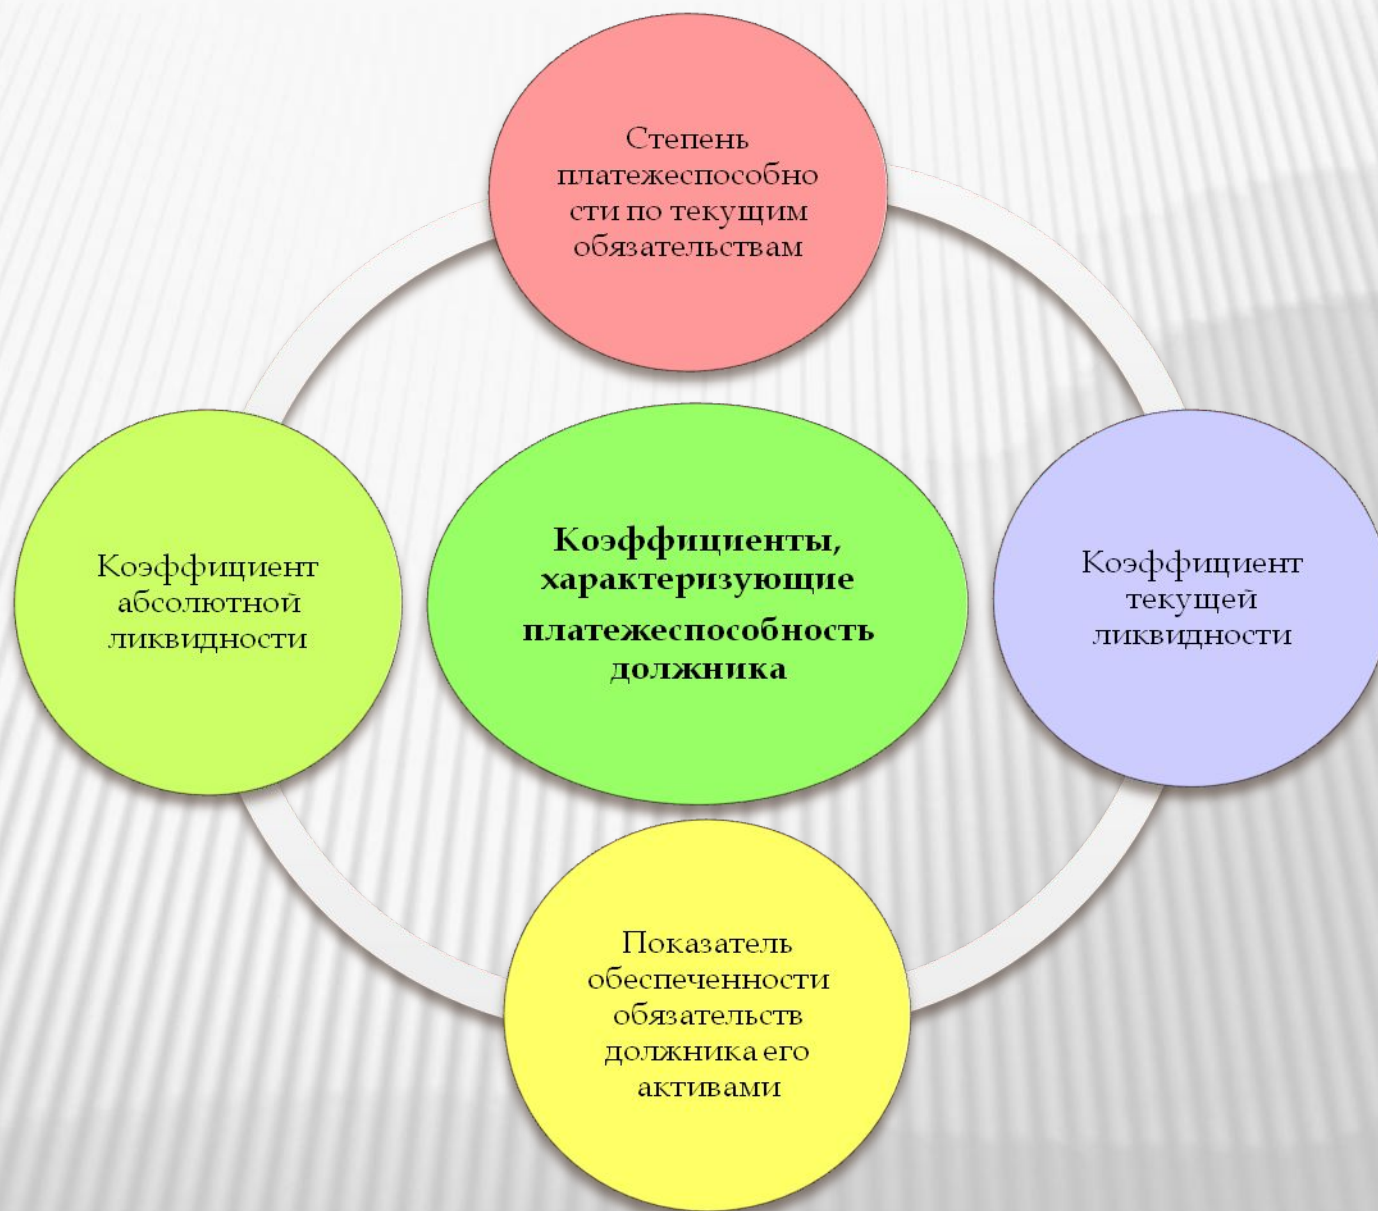 Степень
платежеспособно
сти по текущим
обязательствам
Коэффициент
абсолютной
ликвидности
Коэффициенты,
характеризующие
платежеспособность
должника
Коэффициент
текущей
ликвидности
Показатель
обеспеченности
обязательств
должника его
активами